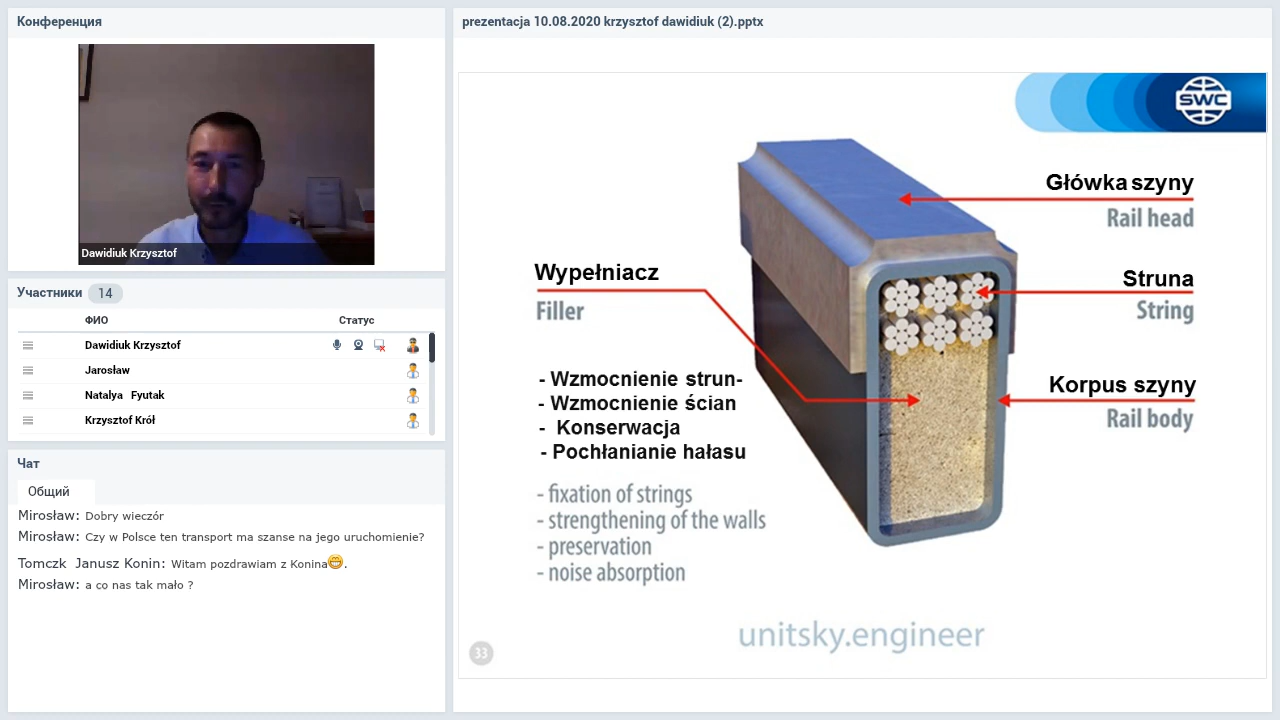 Конференция
Dawidiuk Krzysztof
Участники 14
ФИО Статус
Dawidiuk Krzysztof
Jarosław
Natalya Fyutak
Krzysztof Król
Чат
Общий
Mirosław: Dobry wieczór
Mirosław: Czy w Polsce ten transport ma szanse na jego uruchomienie?
Tomczk Janusz Konin: Witam pozdrawiam z Konina😁.
Mirosław: a co nas tak mało ?
prezentacja 10.08.2020 krzysztof dawidiuk (2).pptx
SWC
Główka szyny
Rail head
Wypełniacz
Filler
Struna
String
- Wzmocnienie strun-
- Wzmocnienie ścian
- Konserwacja
- Pochłanianie hałasu
Korpus szyny
Rail body
- fixation of strings
- strengthening of the walls
- preservation
- noise absorption
unitsky.engineer
33